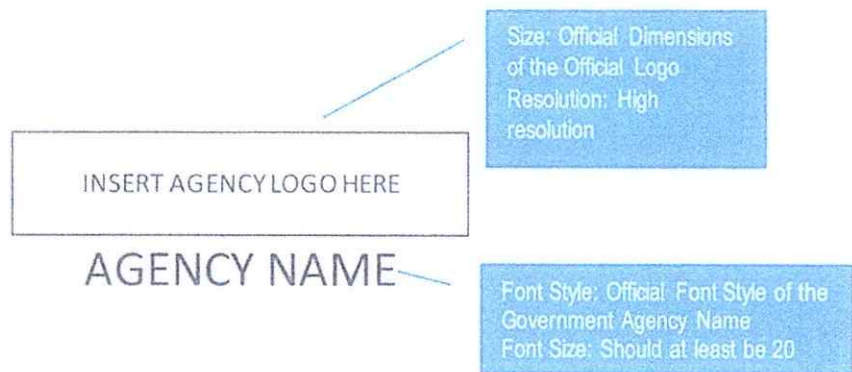 Size: Official Dimensions
of the Official Logo
Resolution: High
resolution
INSERT AGENCY LOGO HERE
AGENCY NAME
Font Style: Official Font Style of the
Government Agency Name
Font Size: Should at least be 20